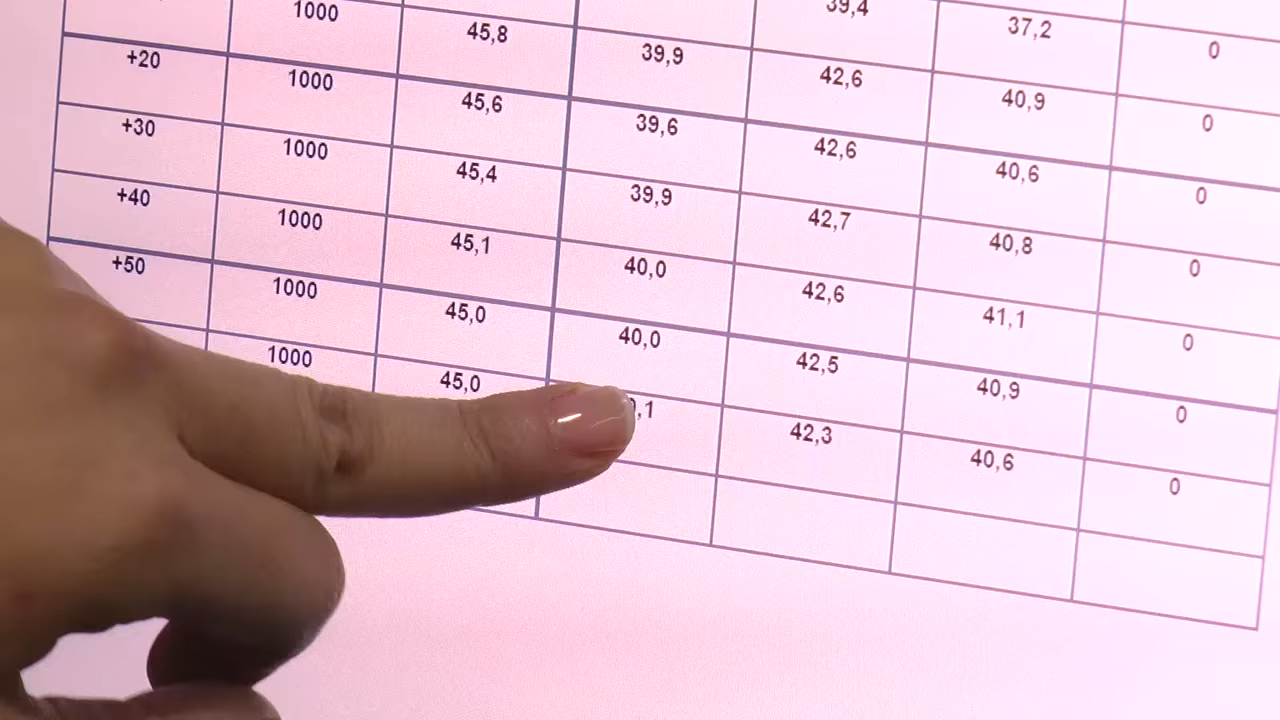 39,4 37,2 0
1000 45,8 39,9 42,6 40,9 0
+20 1000 45,6 39,6 42,6 40,6 0
+30 1000 45,4 39,9 42,7 40,8 0
+40 1000 45,1 40,0 42,6 41,1 0
+50 1000 45,0 40,0 42,5 40,9 0
1000 45,0 42,3 40,6 0